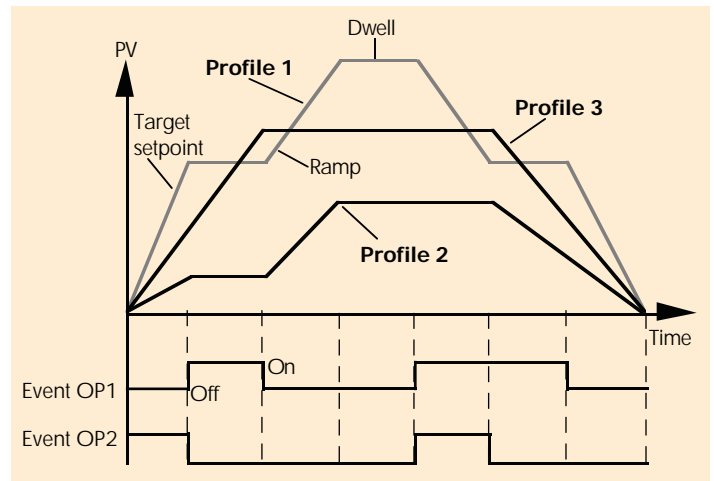 Dwell
PV
Profile 1
Profile 3
Target
setpoint
Ramp
Profile 2
Time
On
Event OP1
Off
Event OP2